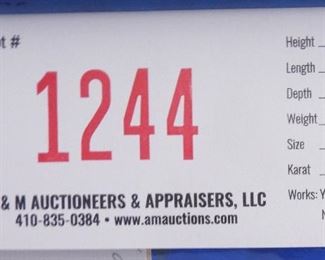 #
1244
& M AUCTIONEERS & APPRAISERS, LLC
410-835-0384 • www.amauctions.com
Height
Length
Depth
Weight
Size
Karat
Works: Y